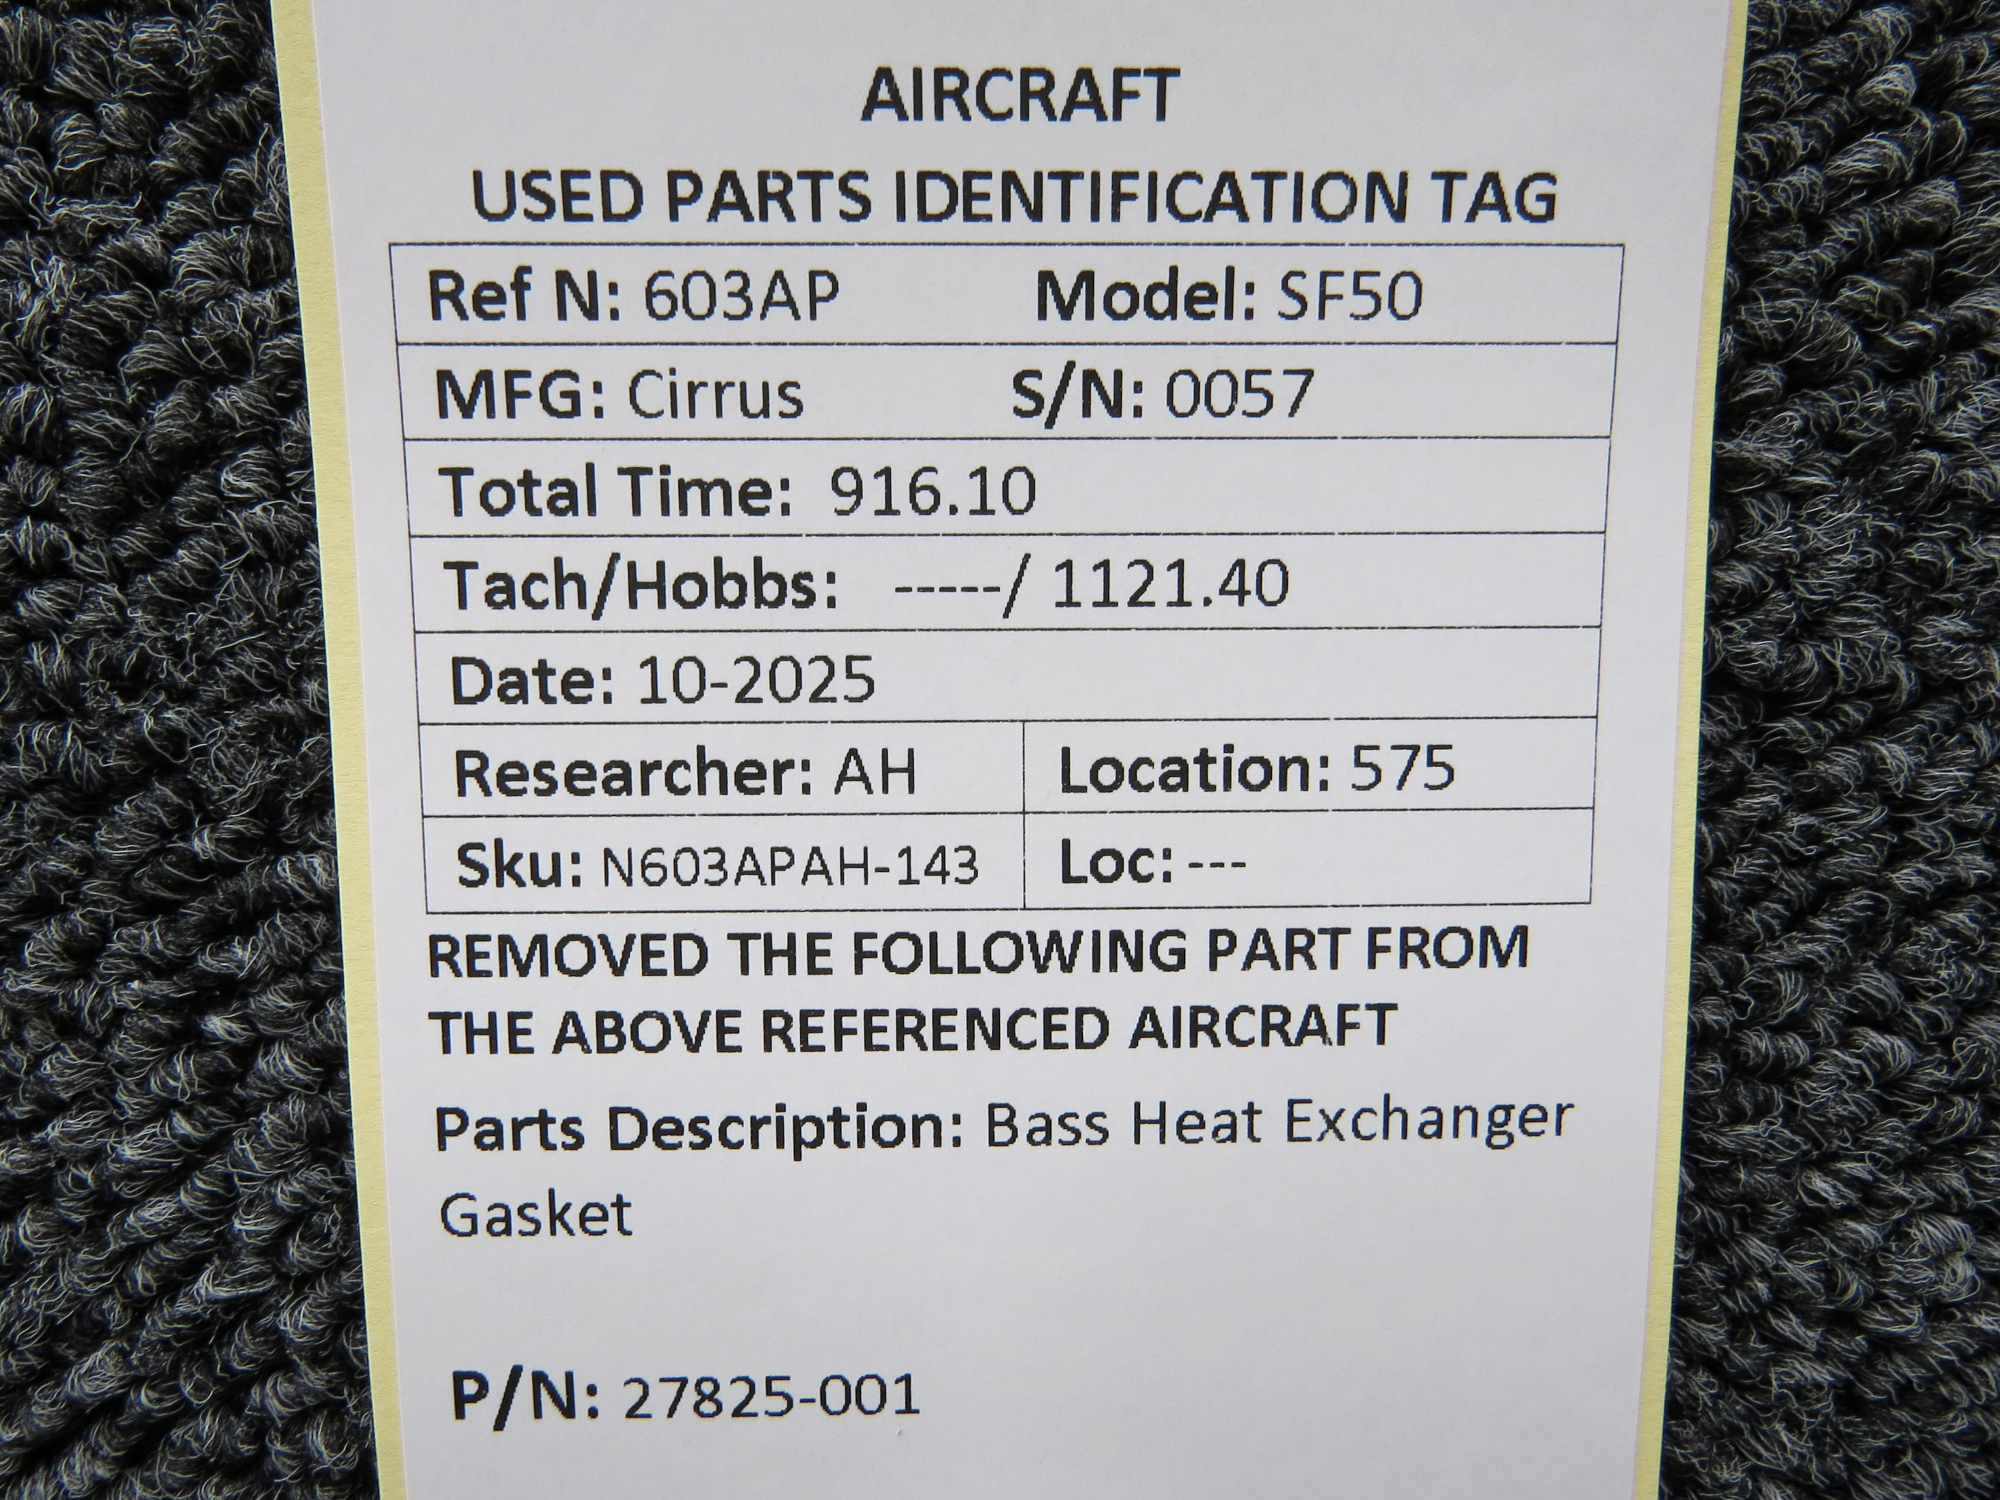 AIRCRAFT
USED PARTS IDENTIFICATION TAG
Ref N: 603AP Model: SF50
MFG: Cirrus S/N: 0057
Total Time: 916.10
Tach/Hobbs: -----/ 1121.40
Date: 10-2025
Researcher: AH Location: 575
Sku: N603APAH-143 Loc: ---
REMOVED THE FOLLOWING PART FROM
THE ABOVE REFERENCED AIRCRAFT
Parts Description: Bass Heat Exchanger
Gasket
P/N: 27825-001